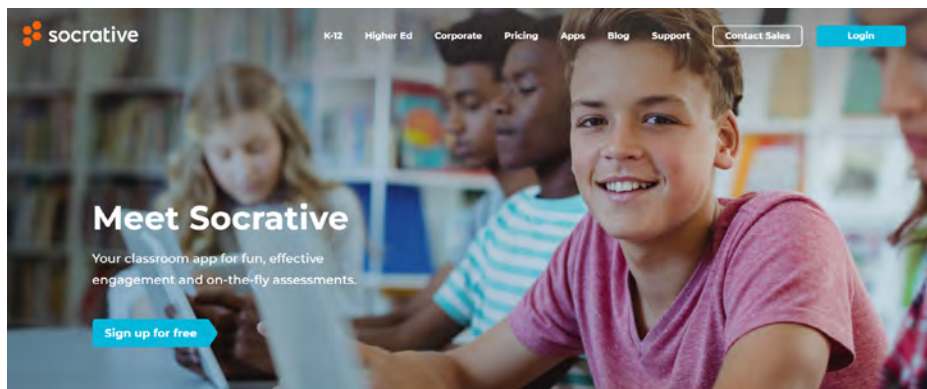 socrative
K-12 Higher Ed Corporate Pricing Apps Blog Support Contact Sales Login
Meet Socrative
Your classroom app for fun, effective
engagement and on-the-fly assessments.
Sign up for free